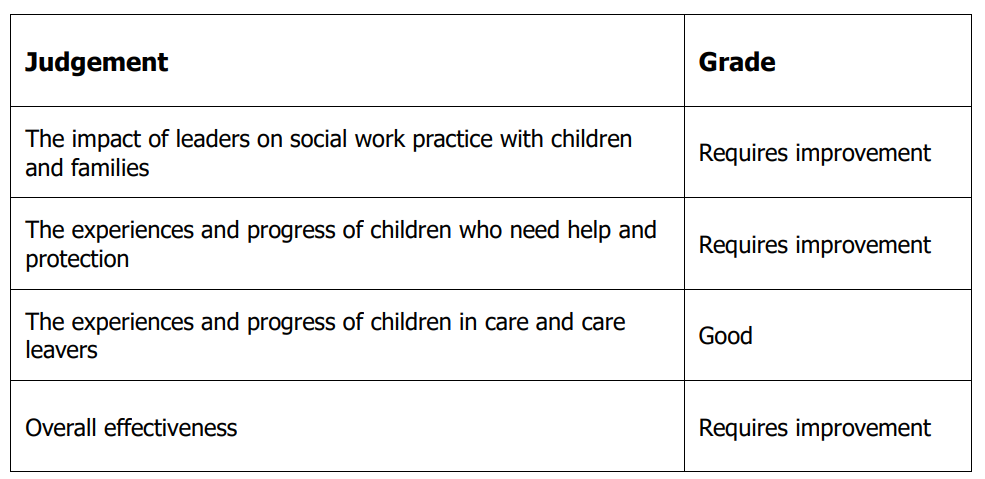 Judgement
Grade
The impact of leaders on social work practice with children
and families
Requires improvement
The experiences and progress of children who need help and
protection
Requires improvement
The experiences and progress of children in care and care
leavers
Good
Overall effectiveness
Requires improvement